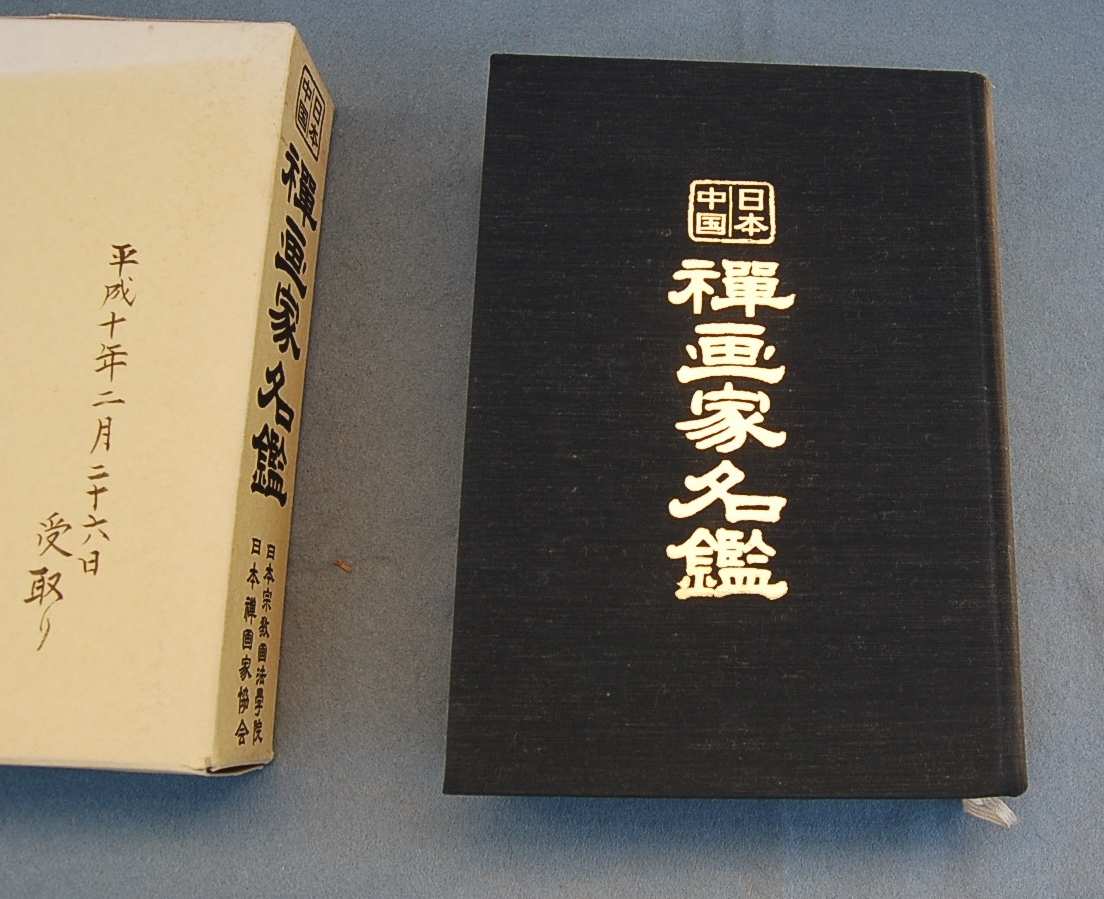 日本
中国
禪画家名鑑
日本宗教画法學院
日本禪画家協会
平成十年二月二十六日
受取り
日本
中国
禪画家名鑑